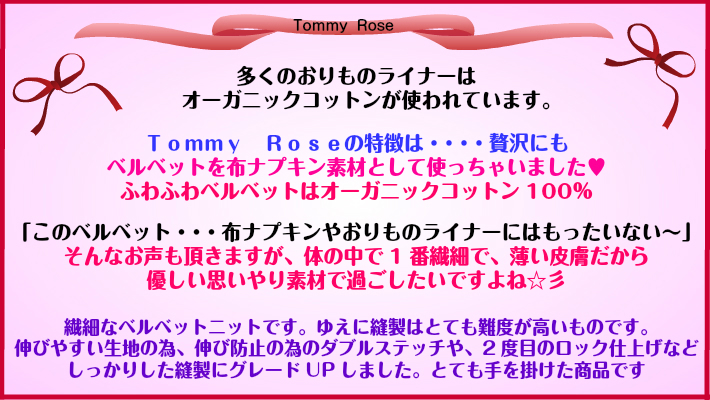 Tommy Rose
多くのおりものライナーは
オーガニックコットンが使われています。
Ｔｏｍｍｙ　Ｒｏｓｅの特徴は・・・・贅沢にも
ベルベットを布ナプキン素材として使っちゃいました♥
ふわふわベルベットはオーガニックコットン100％
「このベルベット・・・布ナプキンやおりものライナーにはもったいない～」
そんなお声も頂きますが、体の中で１番繊細で、薄い皮膚だから
優しい思いやり素材で過ごしたいですよね☆彡
繊細なベルベットニットです。ゆえに縫製はとても難度が高いものです。
伸びやすい生地の為、伸び防止の為のダブルステッチや、2度目のロック仕上げなど
しっかりした縫製にグレードUPしました。とても手を掛けた商品です